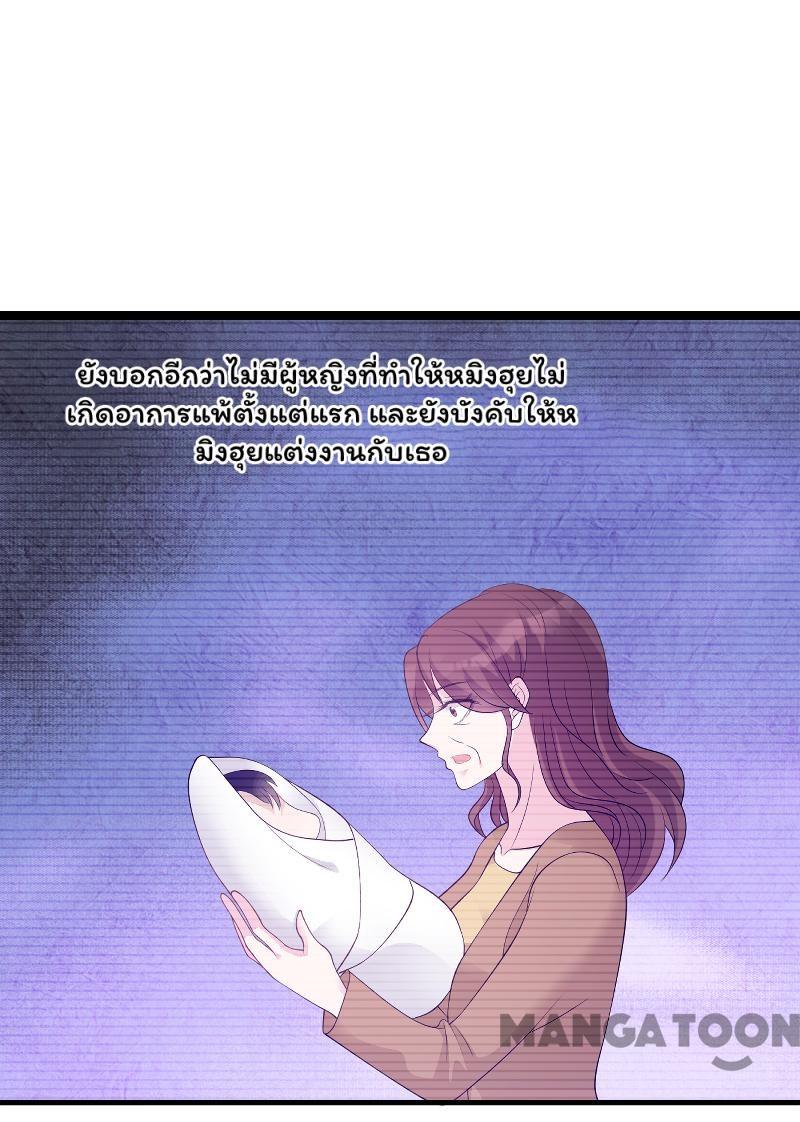 ยังบอกอีกว่าไม่มีผู้หญิงที่ทำให้หมิงฮุยไม่
เกิดอาการแพ้ตั้งแต่แรก และยังบังคับให้ห
มิงฮุยแต่งงานกับเธอ
MANGATOON